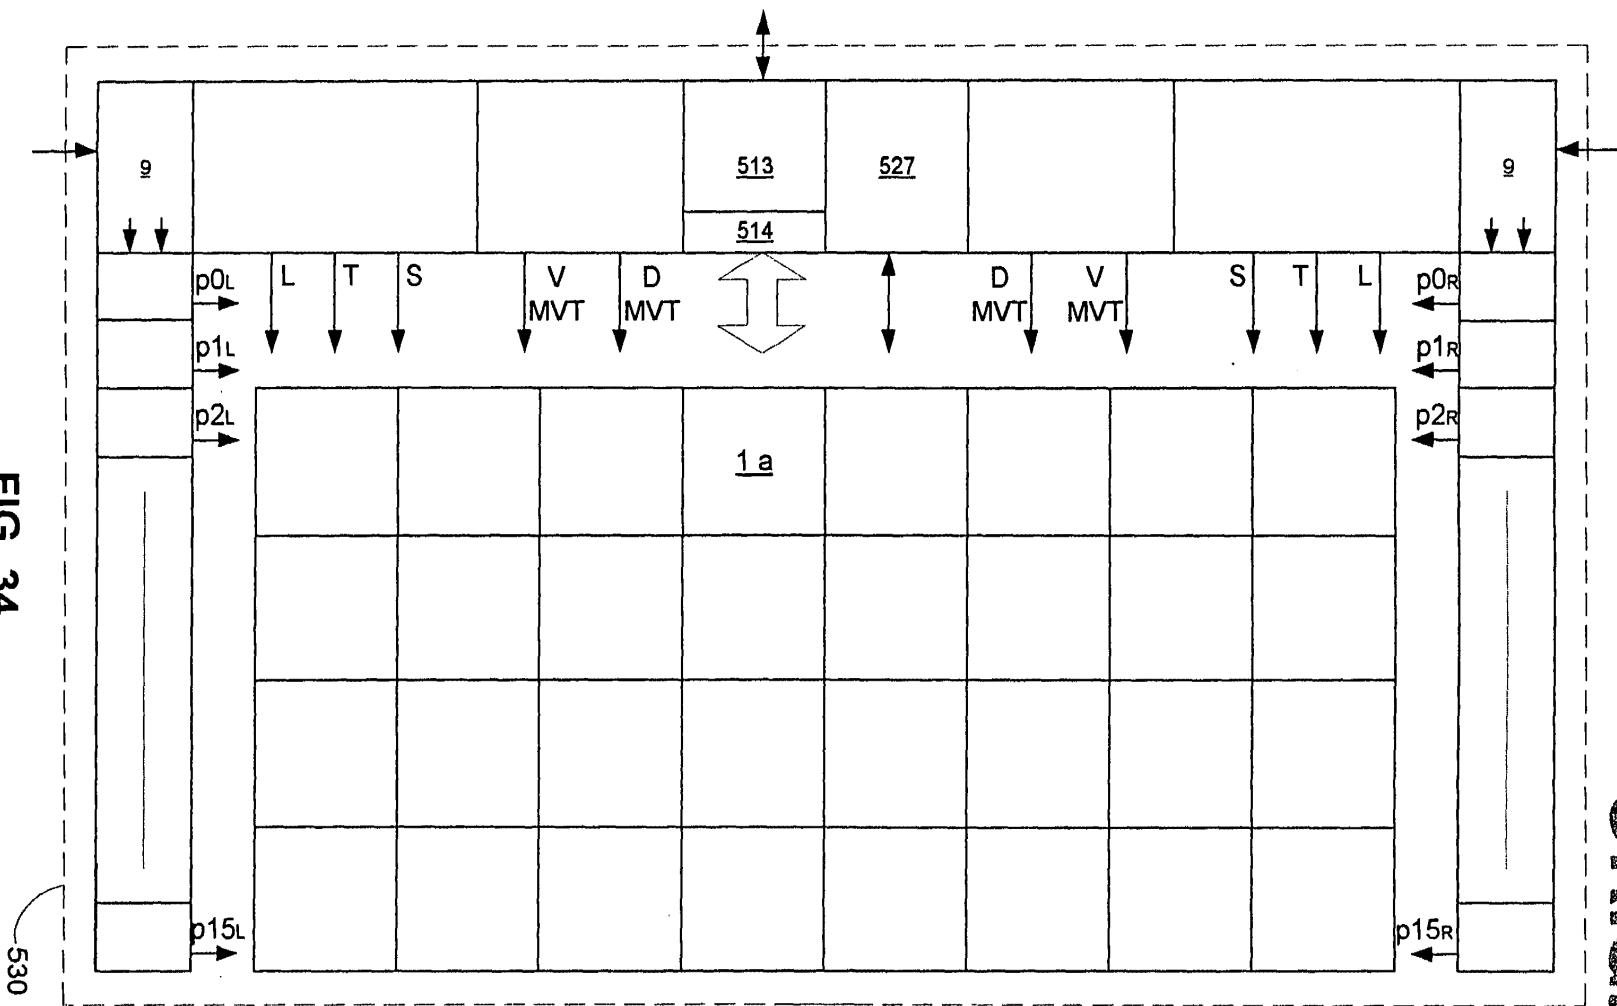 9
513
527
9
514
p0L
L
T
S
V
MVT
D
MVT
D
MVT
V
MVT
S
T
L
p0R
p1L
p1R
p2L
p2R
1 a
p15L
p15R
FIG 34
530